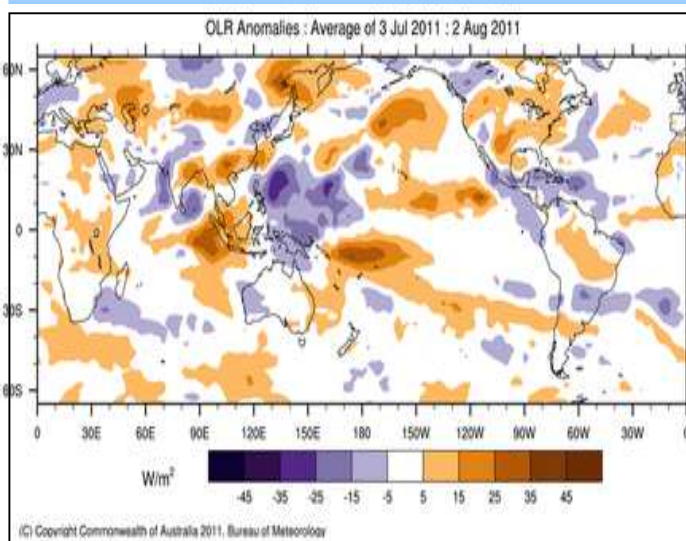 OLR Anomalies : Average of 3 Jul 2011 : 2 Aug 2011
60N
30N
0
30S
60S
0 30E 60E 90E 120E 150E 180 150W 120W 90W 60W 30W 0
W/m²
-45 -35 -25 -15 -5 5 15 25 35 45
(C) Copyright Commonwealth of Australia 2011. Bureau of Meteorology